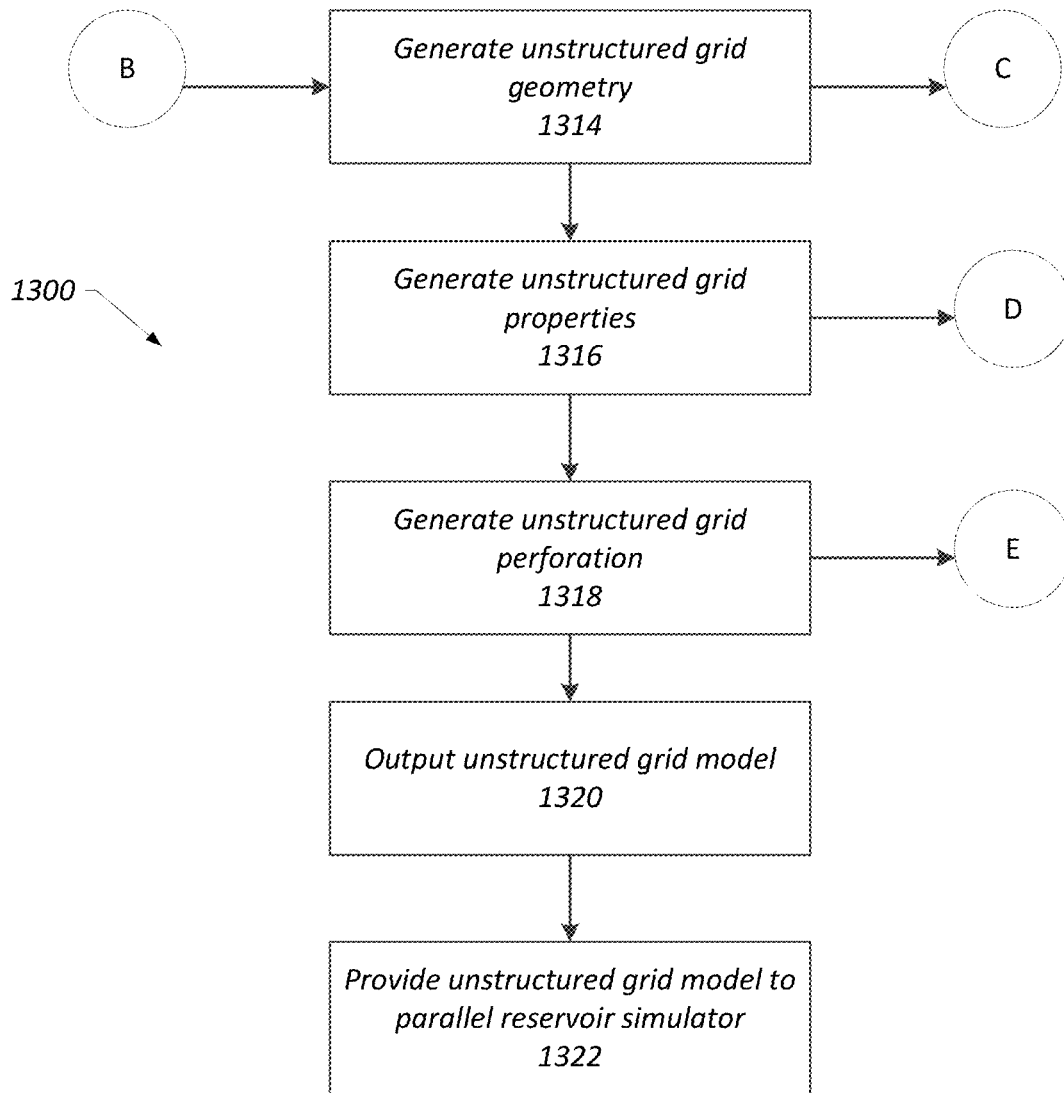 B
Generate unstructured grid
geometry
1314
C
1300
Generate unstructured grid
properties
1316
D
Generate unstructured grid
perforation
1318
E
Output unstructured grid model
1320
Provide unstructured grid model to
parallel reservoir simulator
1322